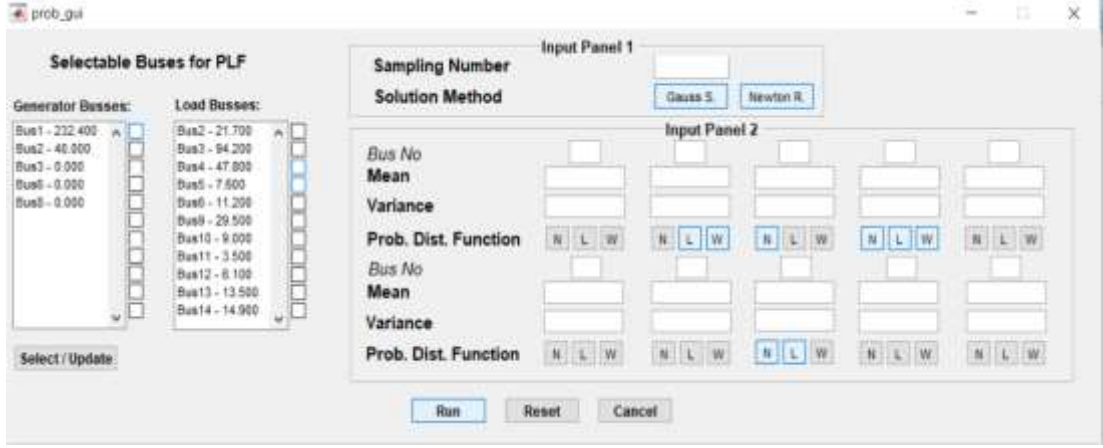 prob_gui
Selectable Buses for PLF
Generator Busses:
Load Busses:
Bus1 - 232.400
Bus2 - 40.000
Bus3 - 0.000
Bus6 - 0.000
Bus8 - 0.000
Bus2 - 21.700
Bus3 - 94.200
Bus4 - 47.800
Bus5 - 7.600
Bus6 - 11.200
Bus9 - 29.500
Bus10 - 9.000
Bus11 - 3.500
Bus12 - 6.100
Bus13 - 13.500
Bus14 - 14.900
Select / Update
Input Panel 1
Sampling Number
Solution Method Gauss S. Newton R.
Input Panel 2
Bus No
Mean
Variance
Prob. Dist. Function N L W N L W N L W N L W N L W
Bus No
Mean
Variance
Prob. Dist. Function N L W N L W N L W N L W N L W
Run Reset Cancel